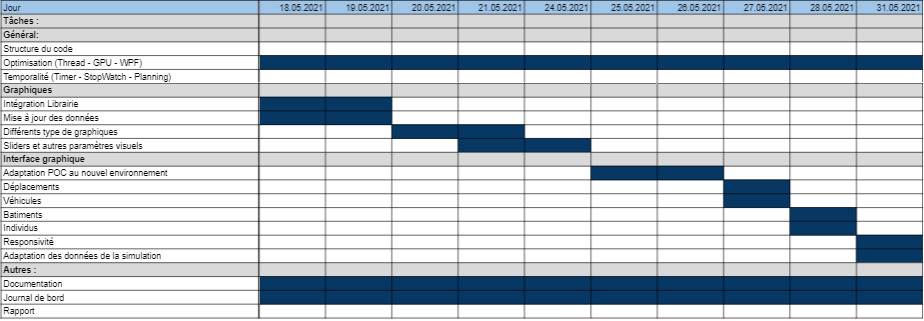 Jour 18.05.2021 19.05.2021 20.05.2021 21.05.2021 24.05.2021 25.05.2021 26.05.2021 27.05.2021 28.05.2021 31.05.2021
Tâches :
Général:
Structure du code
Optimisation (Thread - GPU - WPF)
Temporalité (Timer - StopWatch - Planning)
Graphiques
Intégration Librairie
Mise à jour des données
Différents type de graphiques
Sliders et autres paramètres visuels
Interface graphique
Adaptation POC au nouvel environnement
Déplacements
Véhicules
Batiments
Individus
Responsivité
Adaptation des données de la simulation
Autres :
Documentation
Journal de bord
Rapport